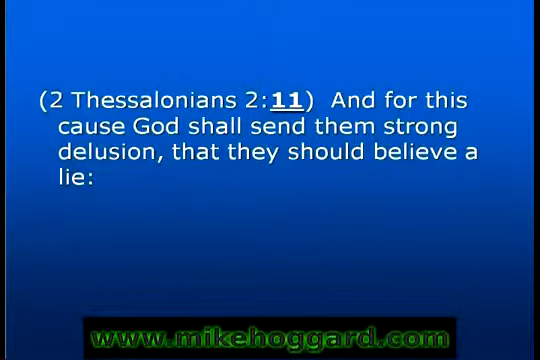 (2 Thessalonians 2:11) And for this
cause God shall send them strong
delusion, that they should believe a
lie:
www.mikehoggard.com